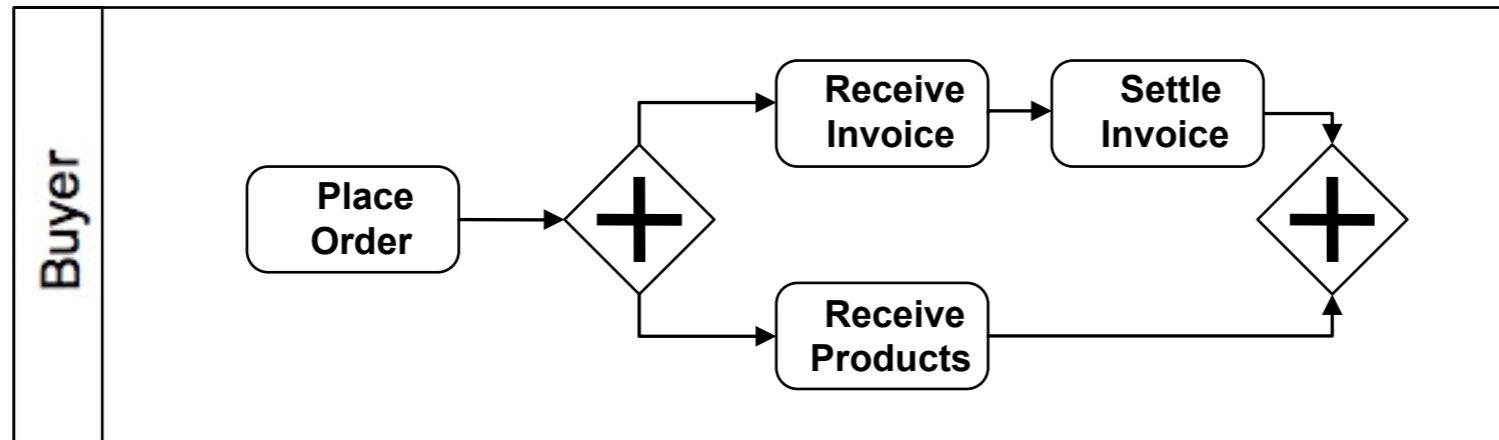 Buyer
Place
Order
Receive
Invoice
Settle
Invoice
Receive
Products